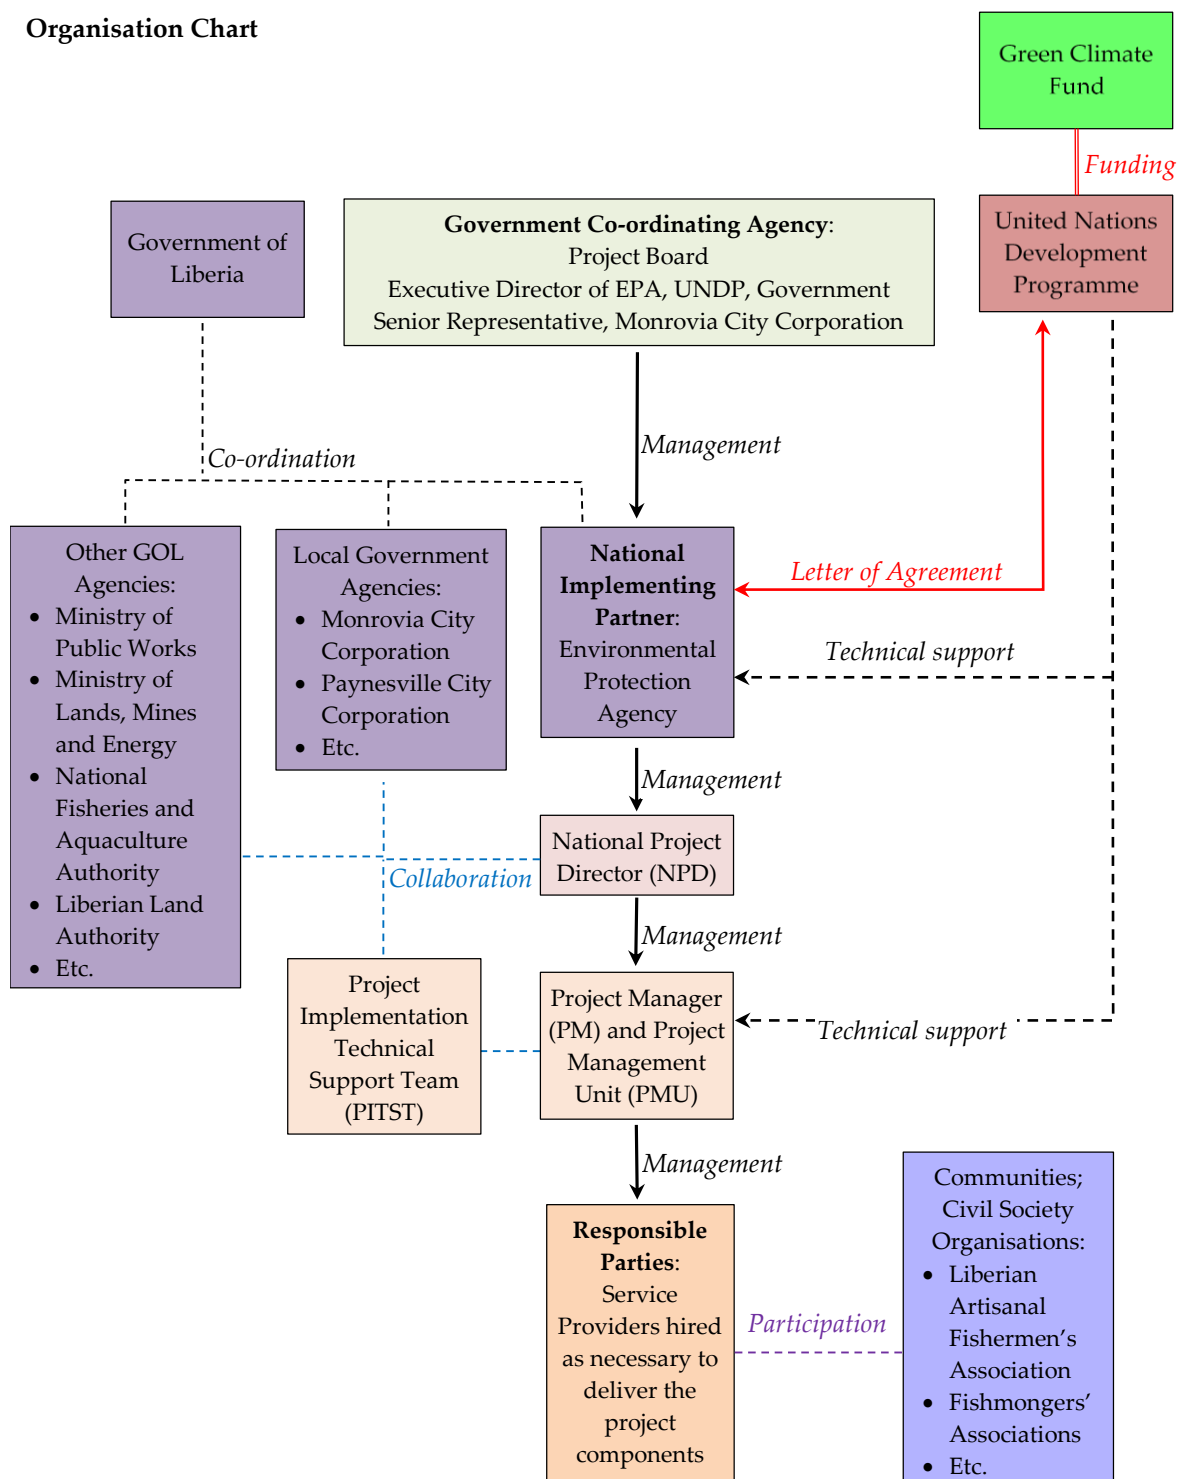 Organisation Chart
Green Climate
Fund
Funding
United Nations
Development
Programme
Government of
Liberia
Government Co-ordinating Agency:
Project Board
Executive Director of EPA, UNDP, Government
Senior Representative, Monrovia City Corporation
Management
Co-ordination
Other GOL
Agencies:
• Ministry of
Public Works
• Ministry of
Lands, Mines
and Energy
• National
Fisheries and
Aquaculture
Authority
• Liberian Land
Authority
• Etc.
Local Government
Agencies:
• Monrovia City
Corporation
• Paynesville City
Corporation
• Etc.
National
Implementing
Partner:
Environmental
Protection
Agency
Letter of Agreement
Technical support
Management
National Project
Director (NPD)
Collaboration
Management
Project
Implementation
Technical
Support Team
(PITST)
Project Manager
(PM) and Project
Management
Unit (PMU)
Technical support
Management
Responsible
Parties:
Service
Providers hired
as necessary to
deliver the
project
components
Participation
Communities;
Civil Society
Organisations:
• Liberian
Artisanal
Fishermen’s
Association
• Fishmongers’
Associations
• Etc.